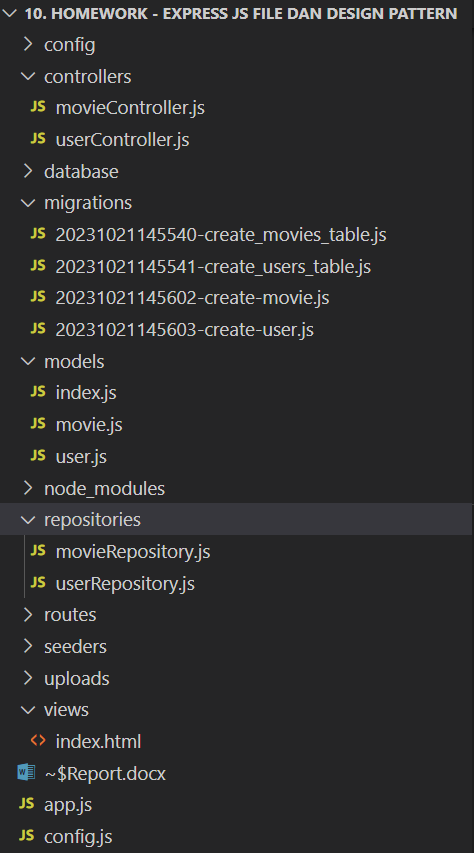 10. HOMEWORK - EXPRESS JS FILE DAN DESIGN PATTERN
config
controllers
JS movieController.js
JS userController.js
database
migrations
JS 20231021145540-create_movies_table.js
JS 20231021145541-create_users_table.js
JS 20231021145602-create-movie.js
JS 20231021145603-create-user.js
models
JS index.js
JS movie.js
JS user.js
node_modules
repositories
JS movieRepository.js
JS userRepository.js
routes
seeders
uploads
views
<> index.html
W ~$Report.docx
JS app.js
JS config.js